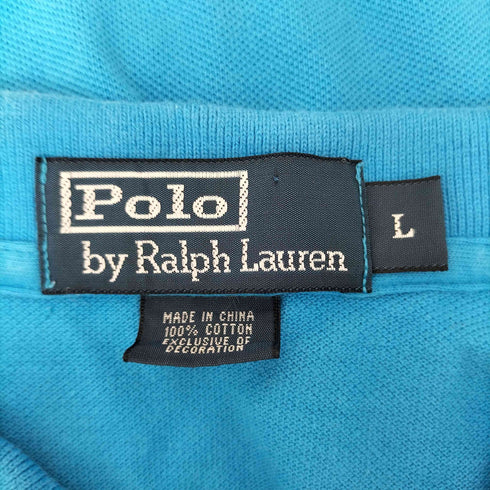 Polo
by Ralph Lauren
L
MADE IN CHINA
100% COTTON
EXCLUSIVE OF
DECORATION